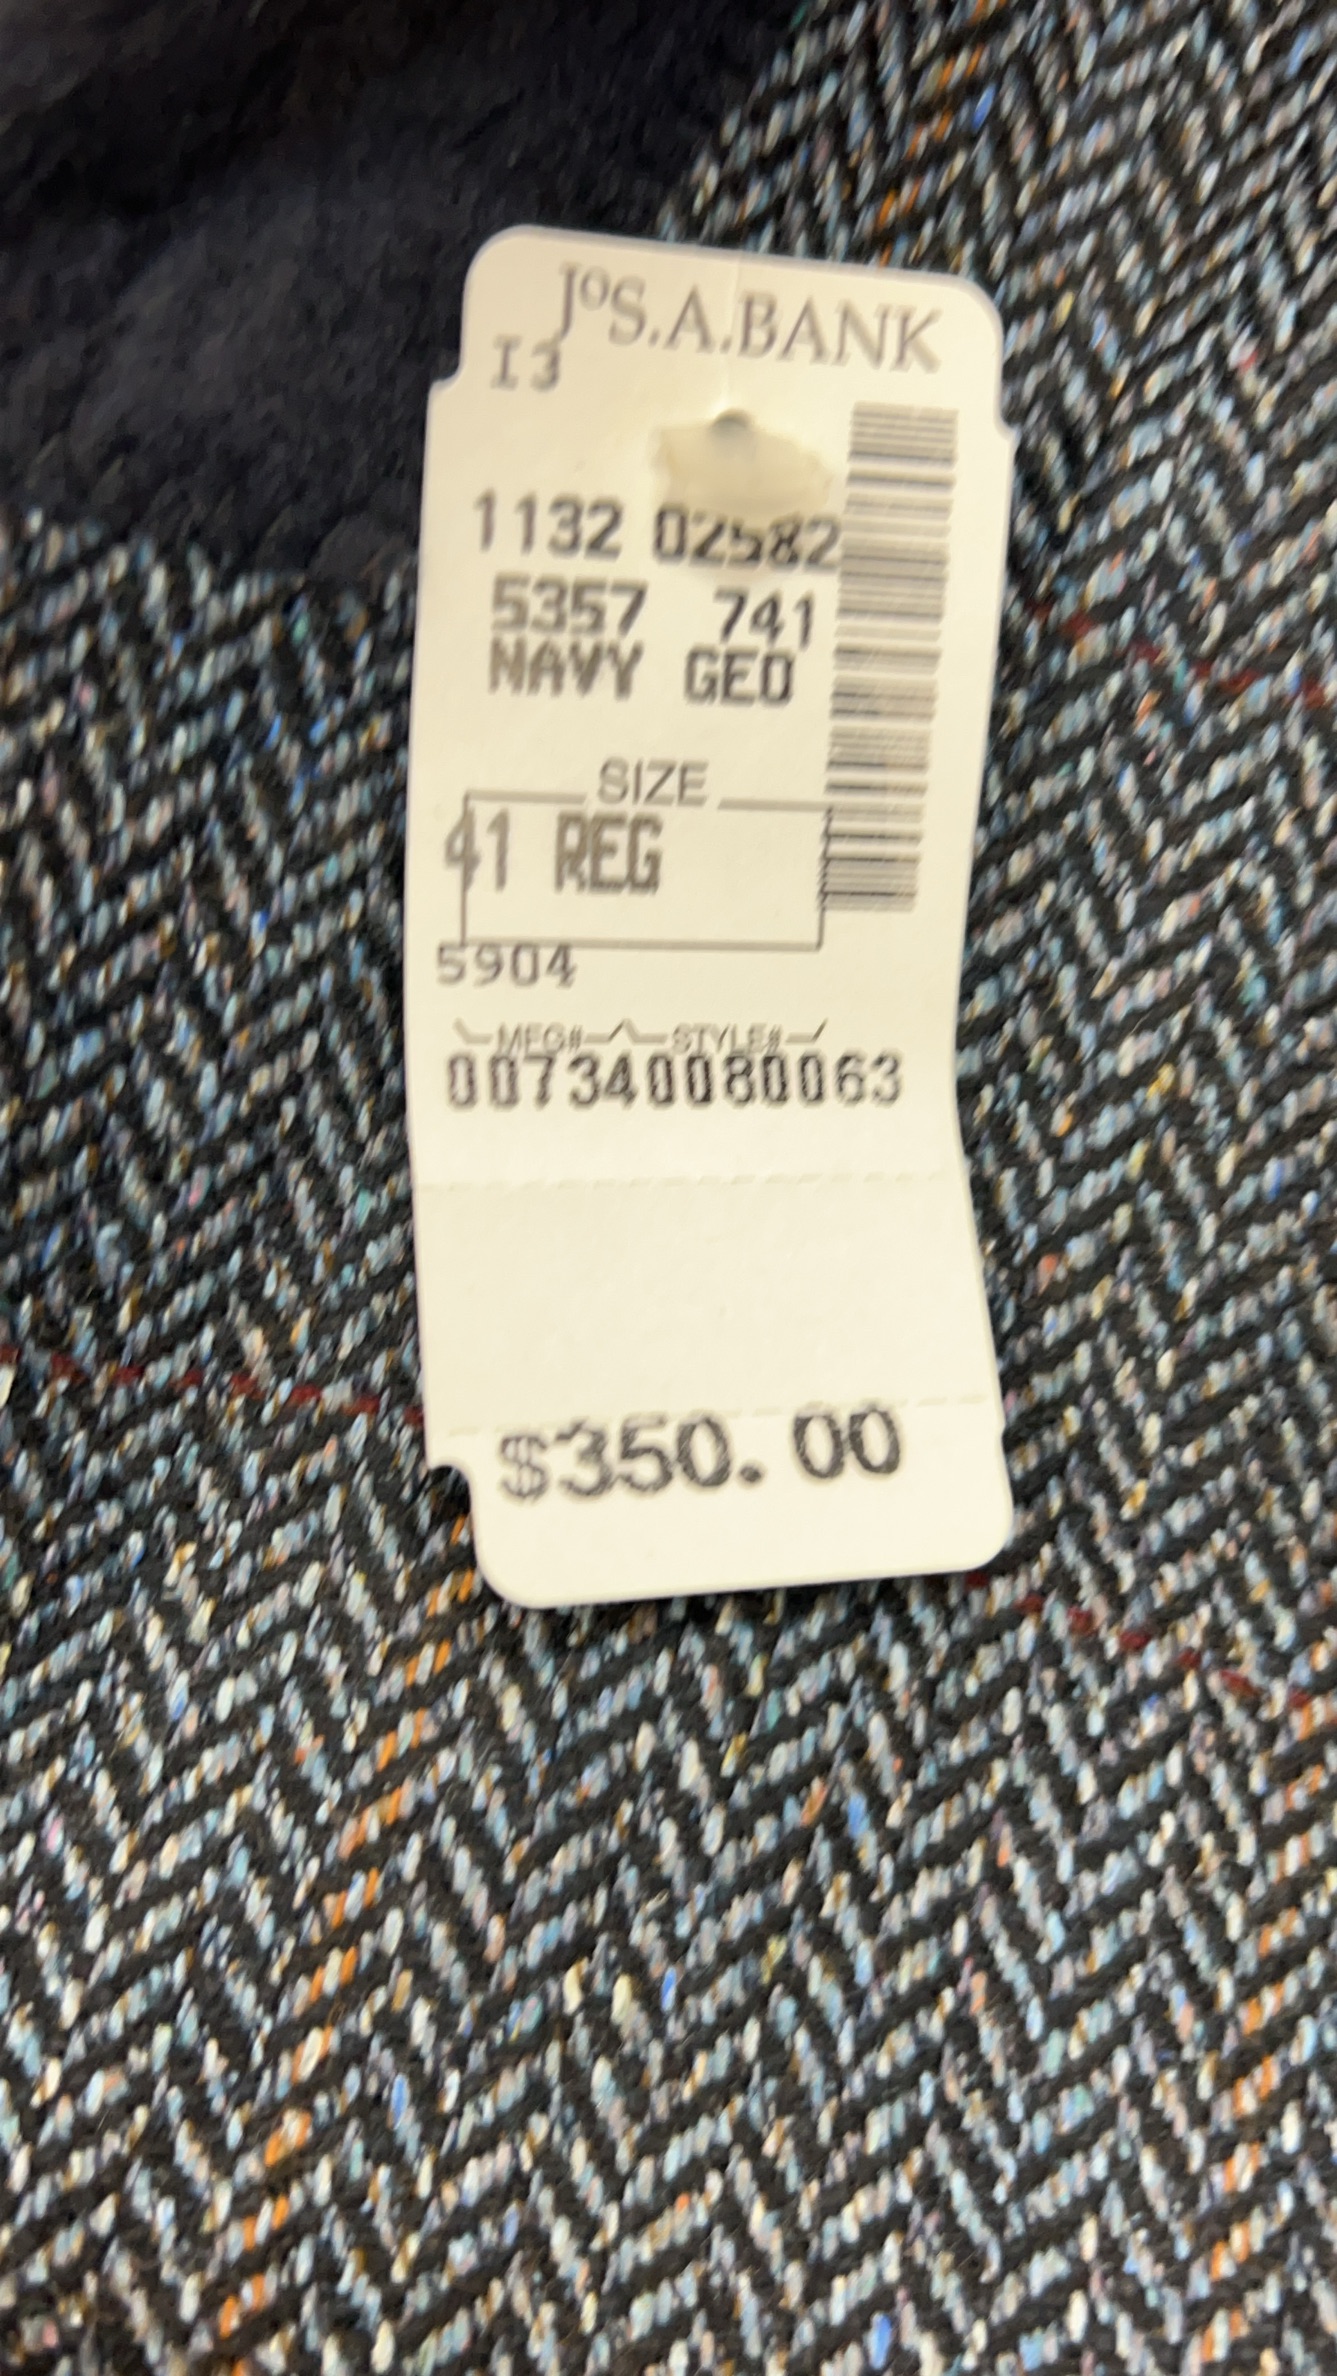 JoS.A.BANK
I3
1132 02582
5357 741
NAVY GEO
SIZE
41 REG
5904
MFG# STYLE#
007340080063
$350.00